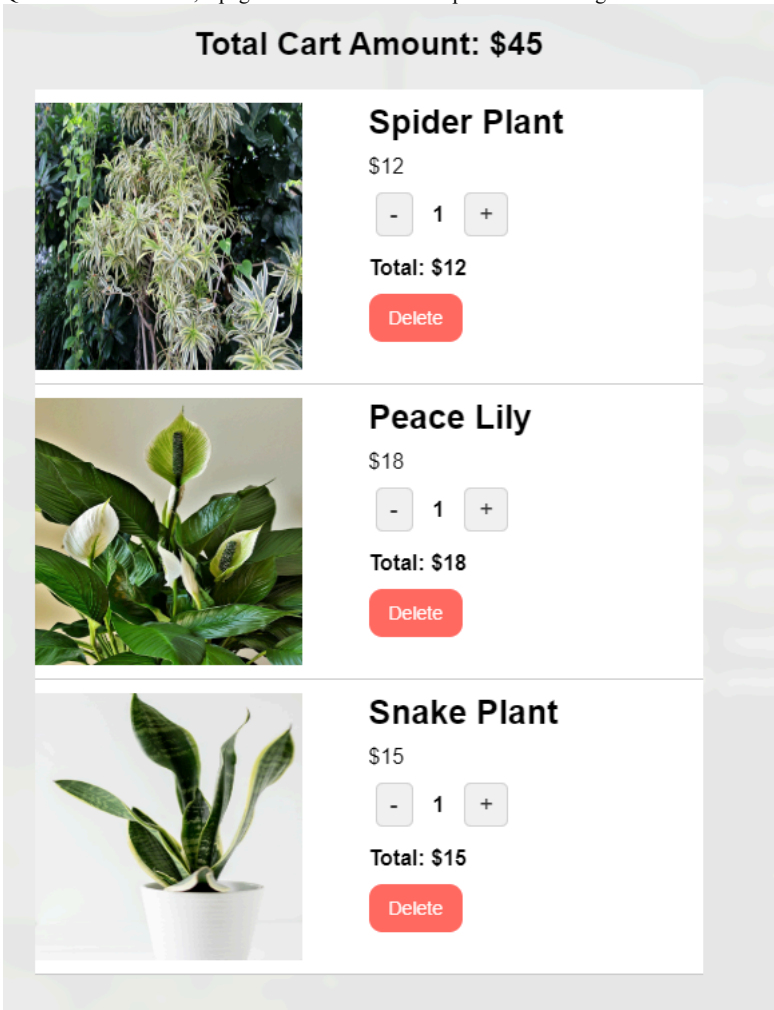 Total Cart Amount: $45
Spider Plant
$12
- 1 +
Total: $12
Delete
Peace Lily
$18
- 1 +
Total: $18
Delete
Snake Plant
$15
- 1 +
Total: $15
Delete